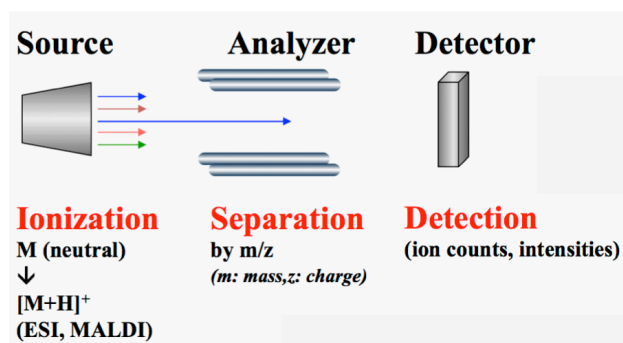 Source Analyzer Detector
Ionization Separation Detection
M (neutral) by m/z (ion counts, intensities)
↓ (m: mass,z: charge)
[M+H]⁺
(ESI, MALDI)